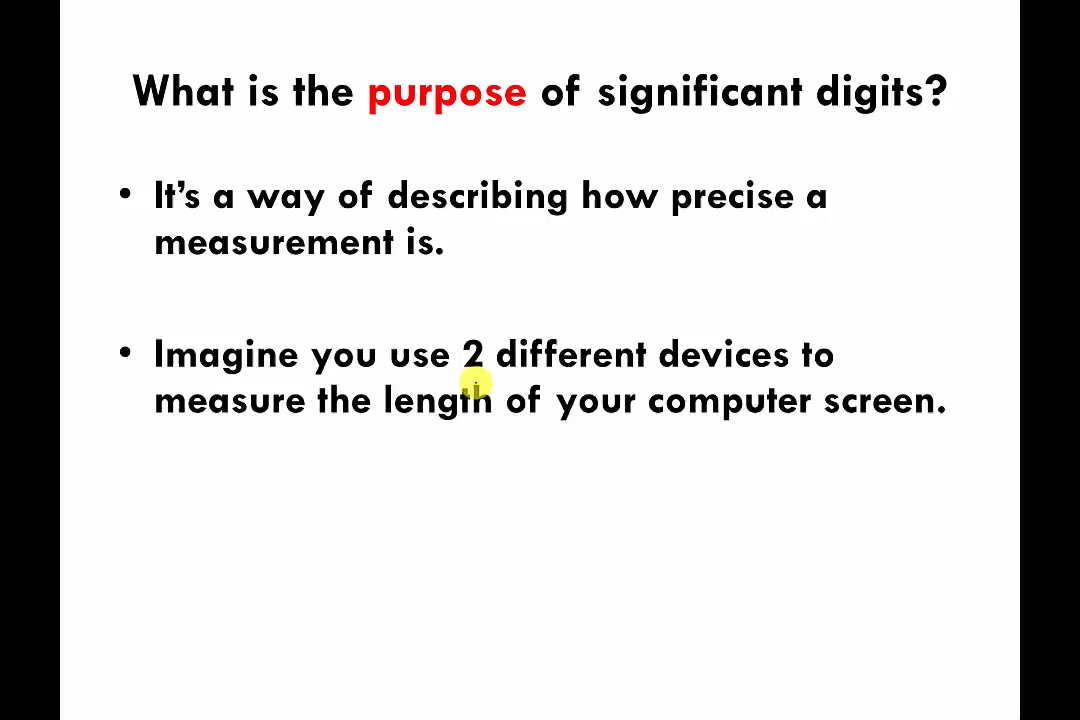 What is the purpose of significant digits?
• It's a way of describing how precise a
measurement is.
• Imagine you use 2 different devices to
measure the length of your computer screen.